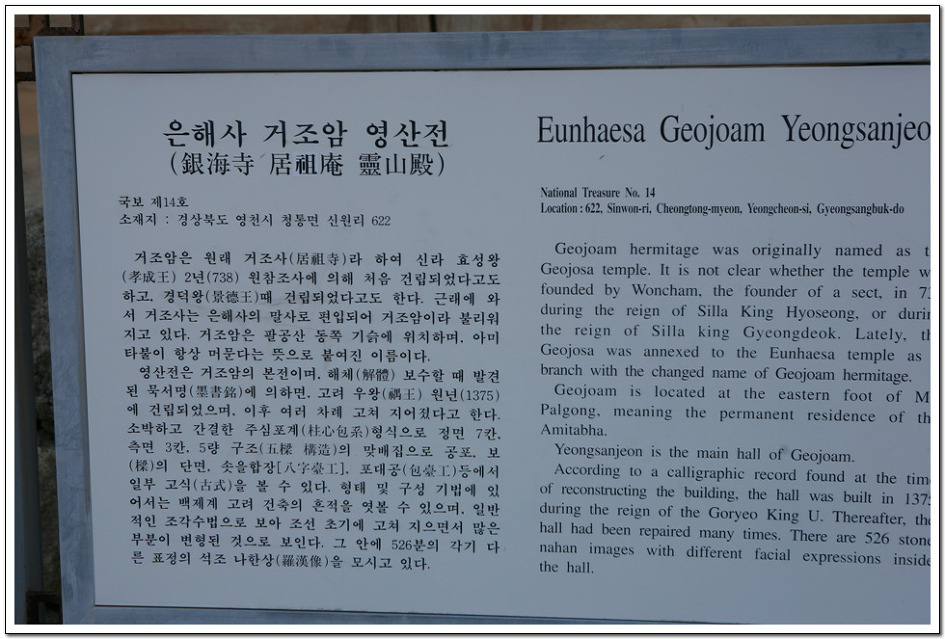 은해사 거조암 영산전
(銀海寺 居祖庵 靈山殿)
국보 제14호
소재지 : 경상북도 영천시 청통면 신원리 622
거조암은 원래 거조사(居祖寺)라 하여 신라 효성왕
(孝成王) 2년(738) 원참조사에 의해 처음 건립되었다고도
하고, 경덕왕(景德王)때 건립되었다고도 한다. 근래에 와
서 거조사는 은해사의 말사로 편입되어 거조암이라 불리워
지고 있다. 거조암은 팔공산 동쪽 기슭에 위치하며, 아미
타불이 항상 머문다는 뜻으로 붙여진 이름이다.
영산전은 거조암의 본전이며, 해체(解體) 보수할 때 발견
된 묵서명(墨書銘)에 의하면, 고려 우왕(禑王) 원년(1375)
에 건립되었으며, 이후 여러 차례 고쳐 지어졌다고 한다.
소박하고 간결한 주심포계(柱心包系)형식으로 정면 7칸,
측면 3칸, 5량 구조(五樑 構造)의 맞배집으로 공포, 보
(樑)의 단면, 솟을합장[八字臺工], 포대공(包臺工)등에서
일부 고식(古式)을 볼 수 있다. 형태 및 구성 기법에 있
어서는 백제계 고려 건축의 흔적을 엿볼 수 있으며, 일반
적인 조각수법으로 보아 조선 초기에 고쳐 지으면서 많은
부분이 변형된 것으로 보인다. 그 안에 526분의 각기 다
른 표정의 석조 나한상(羅漢像)을 모시고 있다.
Eunhaesa Geojoam Yeongsanjeo
National Treasure No. 14
Location : 622, Sinwon-ri, Cheongtong-myeon, Yeongcheon-si, Gyeongsangbuk-do
Geojoam hermitage was originally named as t
Geojosa temple. It is not clear whether the temple w
founded by Woncham, the founder of a sect, in 73
during the reign of Silla King Hyoseong, or durin
the reign of Silla king Gyeongdeok. Lately, th
Geojosa was annexed to the Eunhaesa temple as
branch with the changed name of Geojoam hermitage.
Geojoam is located at the eastern foot of M
Palgong, meaning the permanent residence of th
Amitabha.
Yeongsanjeon is the main hall of Geojoam.
According to a calligraphic record found at the tim
of reconstructing the building, the hall was built in 1375
during the reign of the Goryeo King U. Thereafter, the
hall had been repaired many times. There are 526 stone
nahan images with different facial expressions inside
the hall.